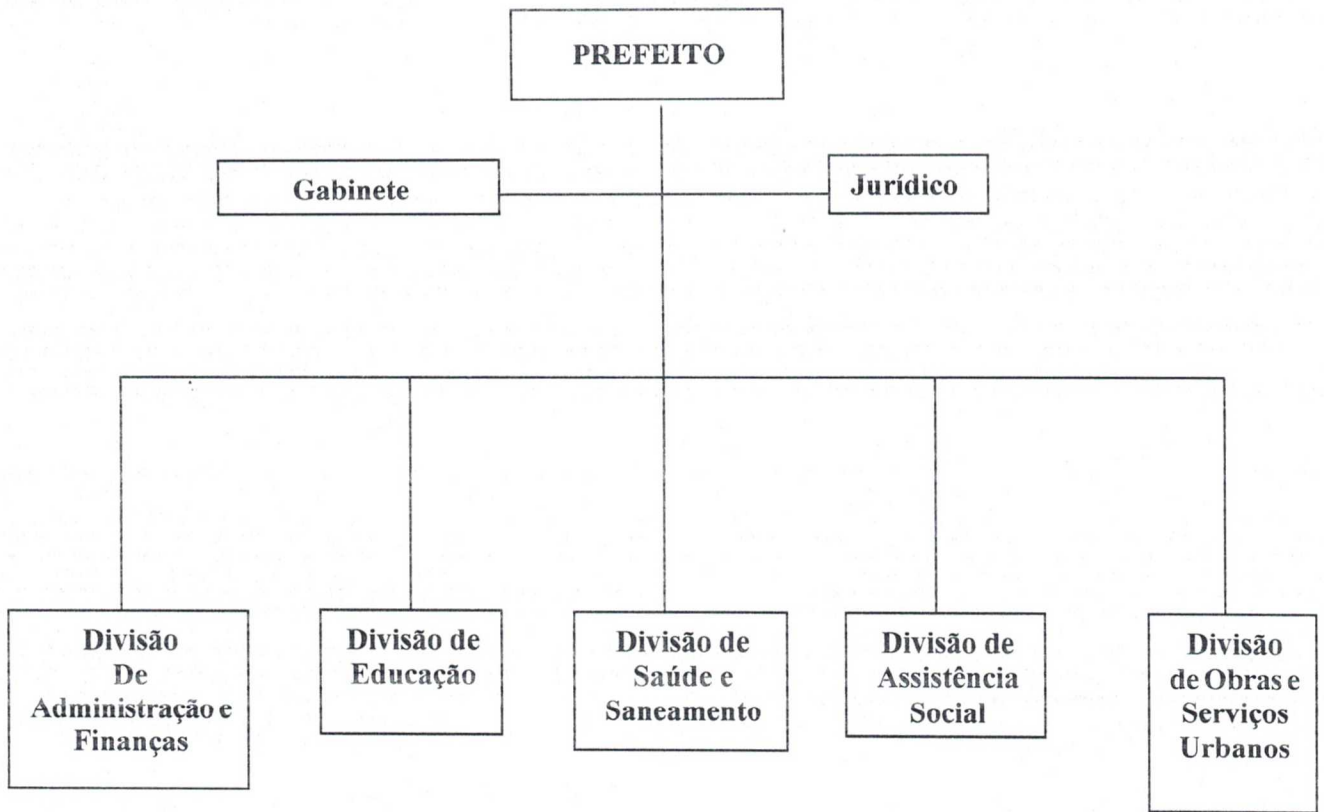 PREFEITO
Gabinete
Jurídico
Divisão
De
Administração e
Finanças
Divisão de
Educação
Divisão de
Saúde e
Saneamento
Divisão de
Assistência
Social
Divisão
de Obras e
Serviços
Urbanos